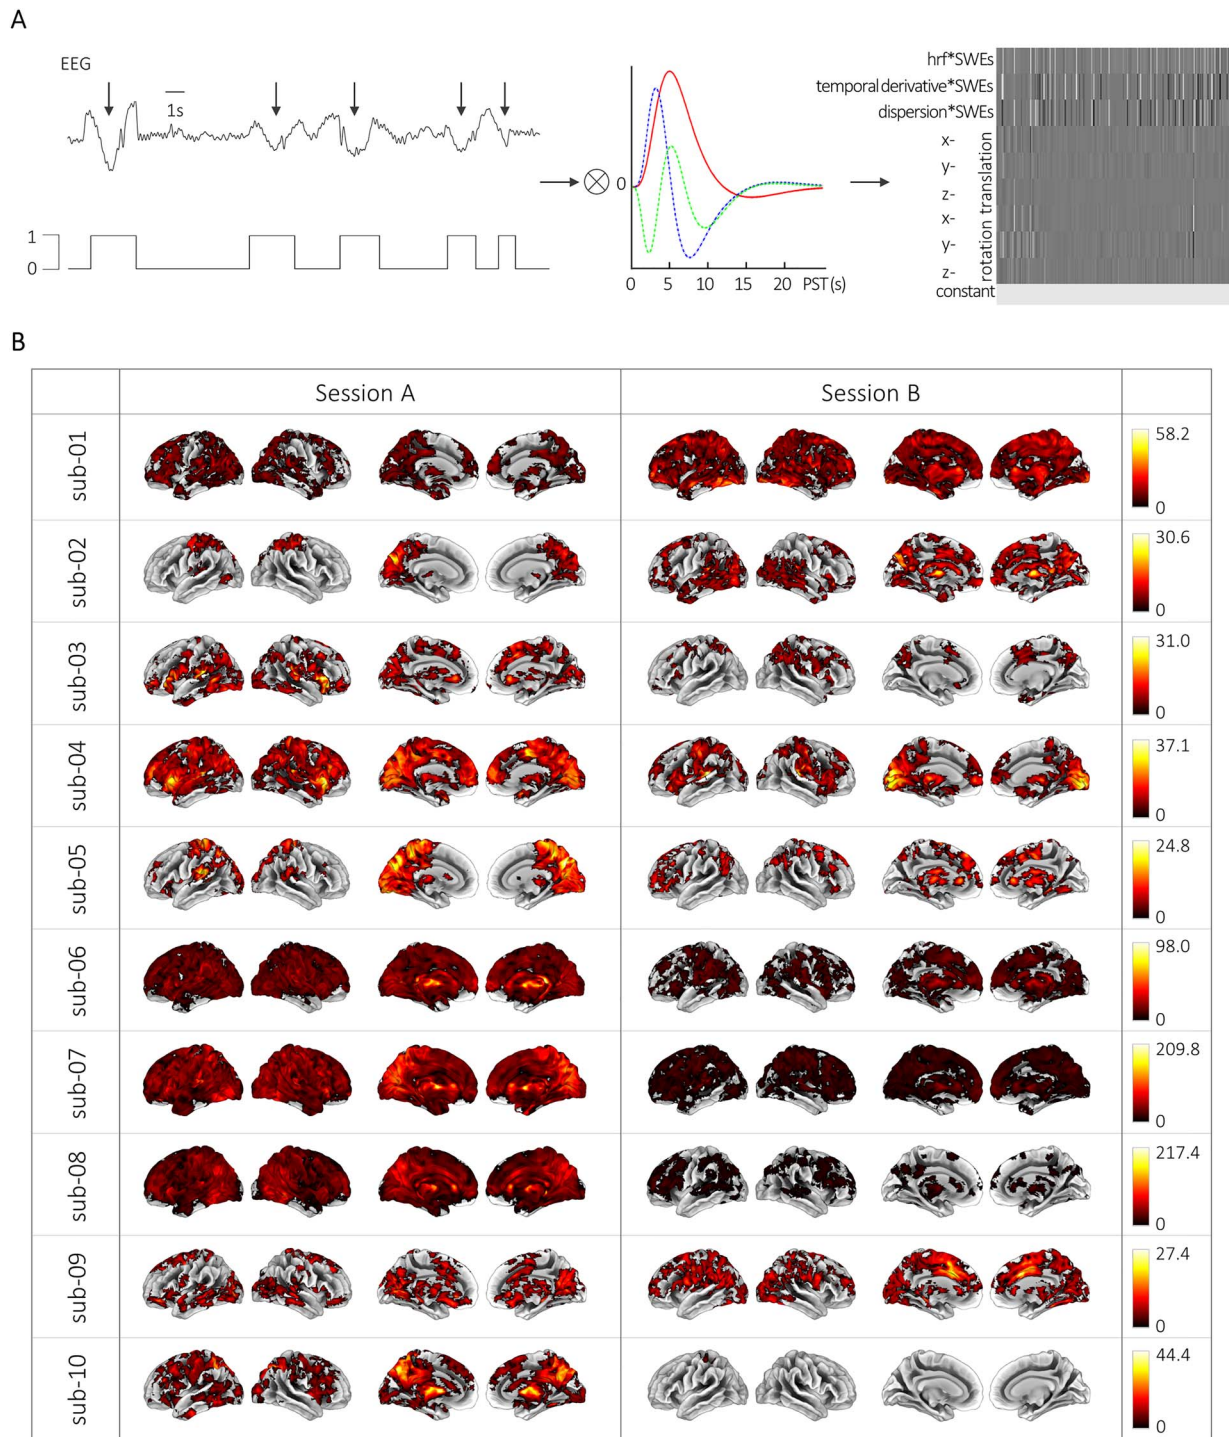 A
EEG
1s
1
0
0
0 5 10 15 20 PST (s)
hrf*SWEs
temporal derivative*SWEs
dispersion*SWEs
x-
y-
z-
translation
x-
y-
z-
rotation
constant
B
Session A Session B
sub-01
58.2
0
sub-02
30.6
0
sub-03
31.0
0
sub-04
37.1
0
sub-05
24.8
0
sub-06
98.0
0
sub-07
209.8
0
sub-08
217.4
0
sub-09
27.4
0
sub-10
44.4
0